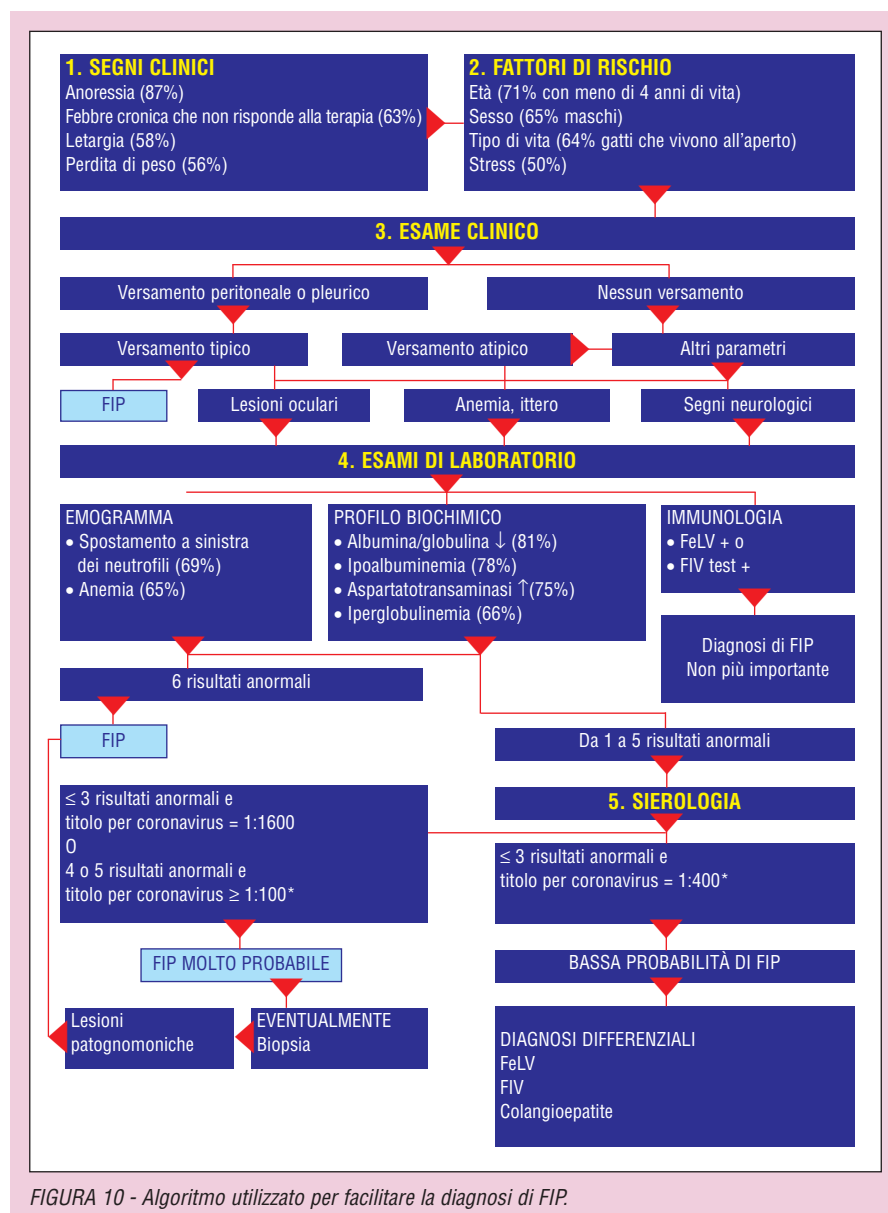 1. SEGNI CLINICI
Anoressia (87%)
Febbre cronica che non risponde alla terapia (63%)
Letargia (58%)
Perdita di peso (56%)
2. FATTORI DI RISCHIO
Età (71% con meno di 4 anni di vita)
Sesso (65% maschi)
Tipo di vita (64% gatti che vivono all'aperto)
Stress (50%)
3. ESAME CLINICO
Versamento peritoneale o pleurico
Nessun versamento
Versamento tipico
Versamento atipico
Altri parametri
FIP
Lesioni oculari
Anemia, ittero
Segni neurologici
4. ESAMI DI LABORATORIO
EMOGRAMMA
• Spostamento a sinistra
dei neutrofili (69%)
• Anemia (65%)
PROFILO BIOCHIMICO
• Albumina/globulina ↓ (81%)
• Ipoalbuminemia (78%)
• Aspartatotransaminasi ↑(75%)
• Iperglobulinemia (66%)
IMMUNOLOGIA
• FeLV + o
• FIV test +
Diagnosi di FIP
Non più importante
6 risultati anormali
FIP
Da 1 a 5 risultati anormali
5. SIEROLOGIA
≤ 3 risultati anormali e
titolo per coronavirus = 1:1600
O
4 o 5 risultati anormali e
titolo per coronavirus ≥ 1:100*
≤ 3 risultati anormali e
titolo per coronavirus = 1:400*
FIP MOLTO PROBABILE
BASSA PROBABILITÀ DI FIP
Lesioni
patognomoniche
EVENTUALMENTE
Biopsia
DIAGNOSI DIFFERENZIALI
FeLV
FIV
Colangioepatite
FIGURA 10 - Algoritmo utilizzato per facilitare la diagnosi di FIP.